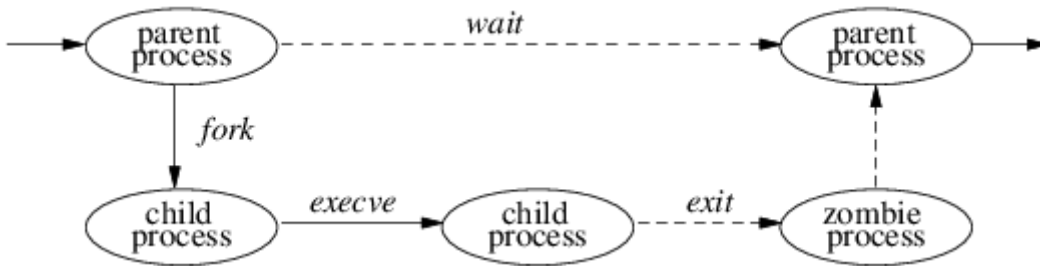 parent
process
wait
parent
process
fork
child
process
execve
child
process
exit
zombie
process